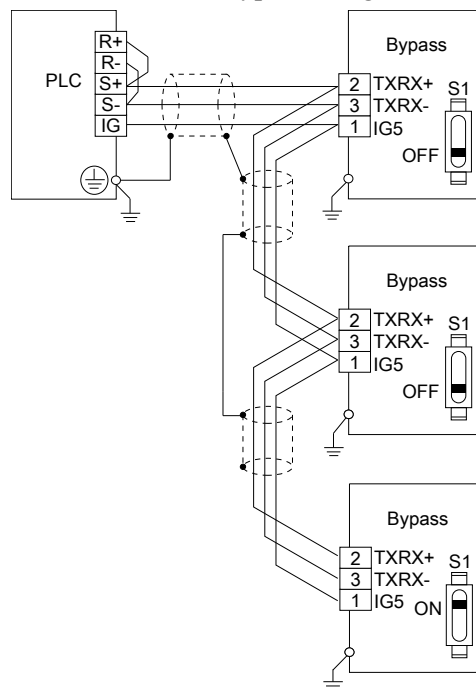 R+
R-
PLC
S+
S-
IG
Bypass
2 TXRX+ S1
3 TXRX-
1 IG5
OFF
Bypass
2 TXRX+ S1
3 TXRX-
1 IG5
OFF
Bypass
2 TXRX+ S1
3 TXRX-
1 IG5 ON